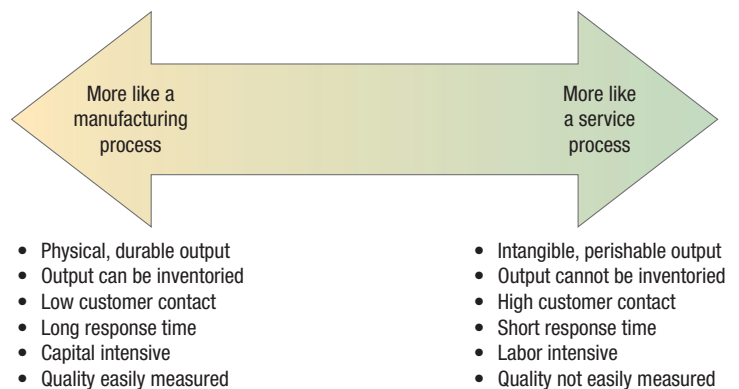 More like a
manufacturing
process
More like
a service
process
• Physical, durable output
• Output can be inventoried
• Low customer contact
• Long response time
• Capital intensive
• Quality easily measured
• Intangible, perishable output
• Output cannot be inventoried
• High customer contact
• Short response time
• Labor intensive
• Quality not easily measured